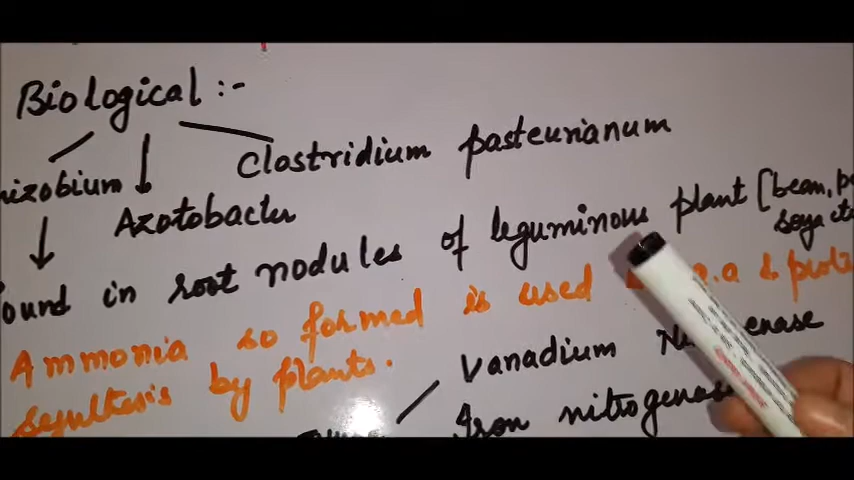 Biological :-
Clostridium pasteurianum
Azotobacter
in root nodules of leguminous plant [bean,
soya
Ammonia so formed is used
synthesis by plants.
Vanadium
Iron nitrogenase